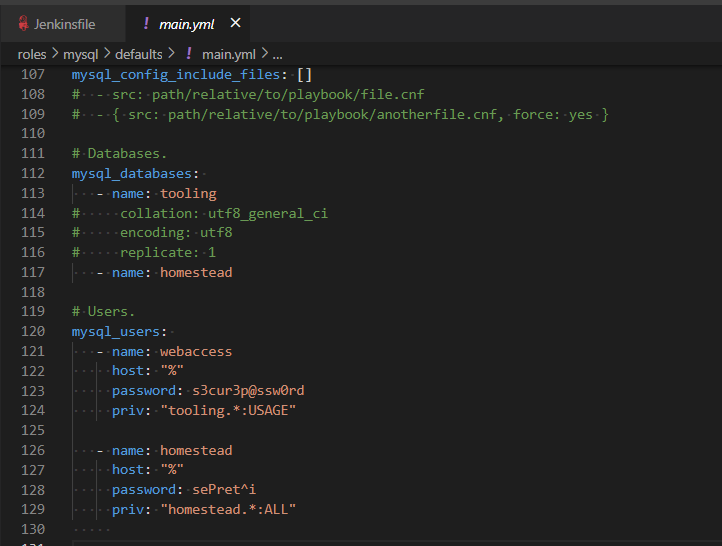 Jenkinsfile
! main.yml ×
roles > mysql > defaults > ! main.yml > ...
107 mysql_config_include_files: []
108 #  - src: path/relative/to/playbook/file.cnf
109 #  - { src: path/relative/to/playbook/anotherfile.cnf, force: yes }
110
111 # Databases.
112 mysql_databases:
113    - name: tooling
114 #     collation: utf8_general_ci
115 #     encoding: utf8
116 #     replicate: 1
117    - name: homestead
118
119 # Users.
120 mysql_users:
121    - name: webaccess
122      host: "%"
123      password: s3cur3p@ssw0rd
124      priv: "tooling.*:USAGE"
125
126    - name: homestead
127      host: "%"
128      password: sePret^i
129      priv: "homestead.*:ALL"
130
131